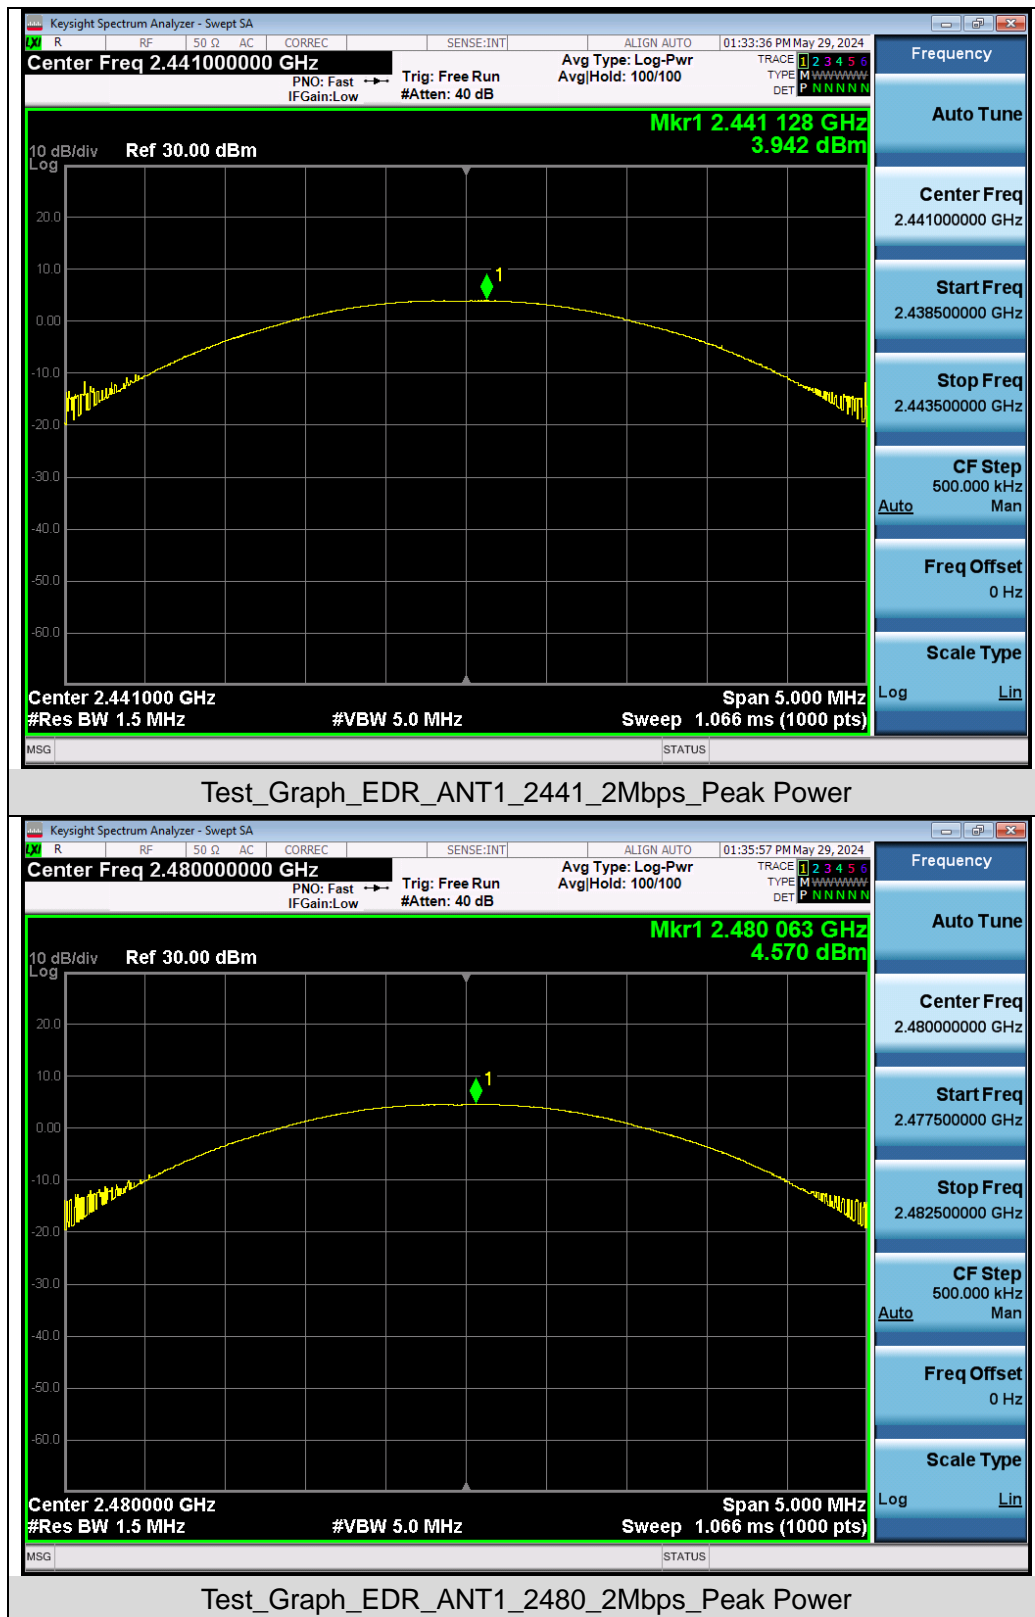 Keysight Spectrum Analyzer - Swept SA
LXI R RF 50 Ω AC CORREC SENSE:INT ALIGN AUTO 01:33:36 PM May 29, 2024
Center Freq 2.441000000 GHz
PNO: Fast
IFGain:Low
Trig: Free Run
#Atten: 40 dB
Avg Type: Log-Pwr
Avg|Hold: 100/100
TRACE 1 2 3 4 5 6
TYPE M WWWWW
DET P N N N N N
Mkr1 2.441 128 GHz
3.942 dBm
10 dB/div Ref 30.00 dBm
Log
20.0
10.0
1
0.00
-10.0
-20.0
-30.0
-40.0
-50.0
-60.0
Center 2.441000 GHz Span 5.000 MHz
#Res BW 1.5 MHz #VBW 5.0 MHz Sweep 1.066 ms (1000 pts)
MSG STATUS
Frequency
Auto Tune
Center Freq
2.441000000 GHz
Start Freq
2.438500000 GHz
Stop Freq
2.443500000 GHz
CF Step
500.000 kHz
Auto Man
Freq Offset
0 Hz
Scale Type
Log Lin
Test_Graph_EDR_ANT1_2441_2Mbps_Peak Power
Keysight Spectrum Analyzer - Swept SA
LXI R RF 50 Ω AC CORREC SENSE:INT ALIGN AUTO 01:35:57 PM May 29, 2024
Center Freq 2.480000000 GHz
PNO: Fast
IFGain:Low
Trig: Free Run
#Atten: 40 dB
Avg Type: Log-Pwr
Avg|Hold: 100/100
TRACE 1 2 3 4 5 6
TYPE M WWWWW
DET P N N N N N
Mkr1 2.480 063 GHz
4.570 dBm
10 dB/div Ref 30.00 dBm
Log
20.0
10.0
1
0.00
-10.0
-20.0
-30.0
-40.0
-50.0
-60.0
Center 2.480000 GHz Span 5.000 MHz
#Res BW 1.5 MHz #VBW 5.0 MHz Sweep 1.066 ms (1000 pts)
MSG STATUS
Frequency
Auto Tune
Center Freq
2.480000000 GHz
Start Freq
2.477500000 GHz
Stop Freq
2.482500000 GHz
CF Step
500.000 kHz
Auto Man
Freq Offset
0 Hz
Scale Type
Log Lin
Test_Graph_EDR_ANT1_2480_2Mbps_Peak Power